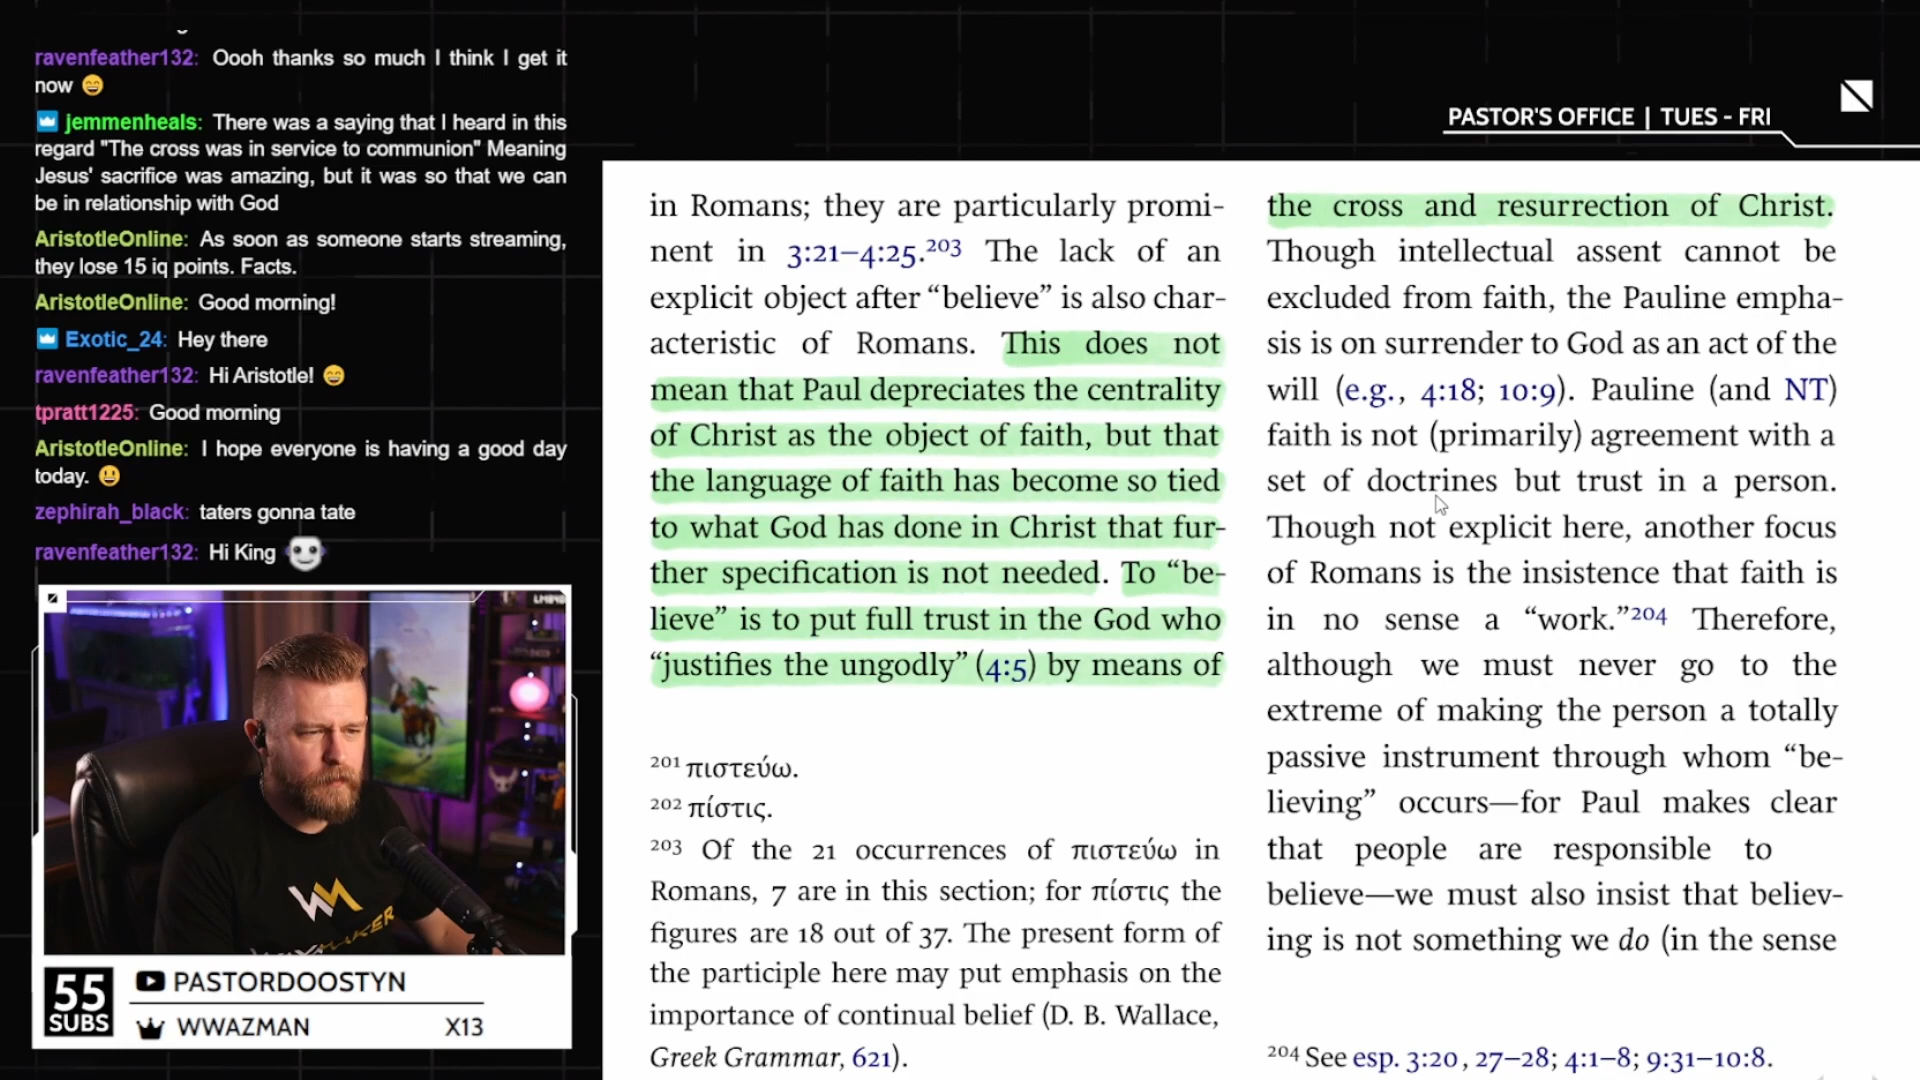 ravenfeather132: Oooh thanks so much I think I get it
now 😄
jemmenheals: There was a saying that I heard in this
regard "The cross was in service to communion" Meaning
Jesus' sacrifice was amazing, but it was so that we can
be in relationship with God
AristotleOnline: As soon as someone starts streaming,
they lose 15 iq points. Facts.
AristotleOnline: Good morning!
Exotic_24: Hey there
ravenfeather132: Hi Aristotle! 😄
tpratt1225: Good morning
AristotleOnline: I hope everyone is having a good day
today. 😃
zephirah_black: taters gonna tate
ravenfeather132: Hi King
55
SUBS
PASTORDOOSTYN
WWAZMAN X13
PASTOR'S OFFICE | TUES - FRI
in Romans; they are particularly promi-
nent in 3:21–4:25.²⁰³ The lack of an
explicit object after “believe” is also char-
acteristic of Romans. This does not
mean that Paul depreciates the centrality
of Christ as the object of faith, but that
the language of faith has become so tied
to what God has done in Christ that fur-
ther specification is not needed. To “be-
lieve” is to put full trust in the God who
“justifies the ungodly” (4:5) by means of
²⁰¹ πιστεύω.
²⁰² πίστις.
²⁰³ Of the 21 occurrences of πιστεύω in
Romans, 7 are in this section; for πίστις the
figures are 18 out of 37. The present form of
the participle here may put emphasis on the
importance of continual belief (D. B. Wallace,
Greek Grammar, 621).
the cross and resurrection of Christ.
Though intellectual assent cannot be
excluded from faith, the Pauline empha-
sis is on surrender to God as an act of the
will (e.g., 4:18; 10:9). Pauline (and NT)
faith is not (primarily) agreement with a
set of doctrines but trust in a person.
Though not explicit here, another focus
of Romans is the insistence that faith is
in no sense a “work.”²⁰⁴ Therefore,
although we must never go to the
extreme of making the person a totally
passive instrument through whom “be-
lieving” occurs—for Paul makes clear
that people are responsible to
believe—we must also insist that believ-
ing is not something we do (in the sense
²⁰⁴ See esp. 3:20, 27–28; 4:1–8; 9:31–10:8.